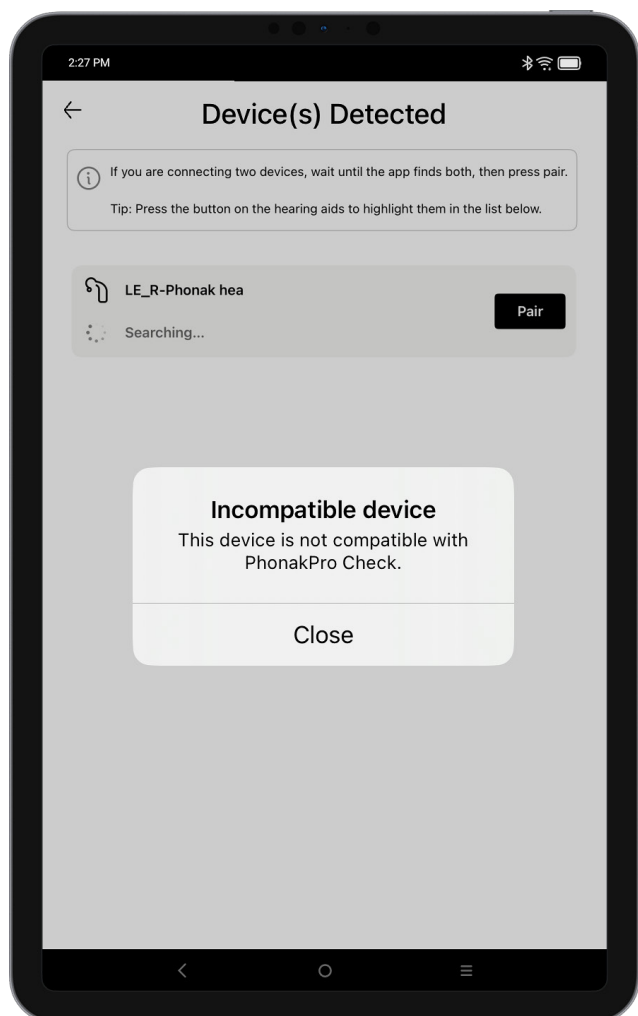 2:27 PM
Device(s) Detected
If you are connecting two devices, wait until the app finds both, then press pair.
Tip: Press the button on the hearing aids to highlight them in the list below.
LE_R-Phonak hea
Pair
Searching...
Incompatible device
This device is not compatible with
PhonakPro Check.
Close